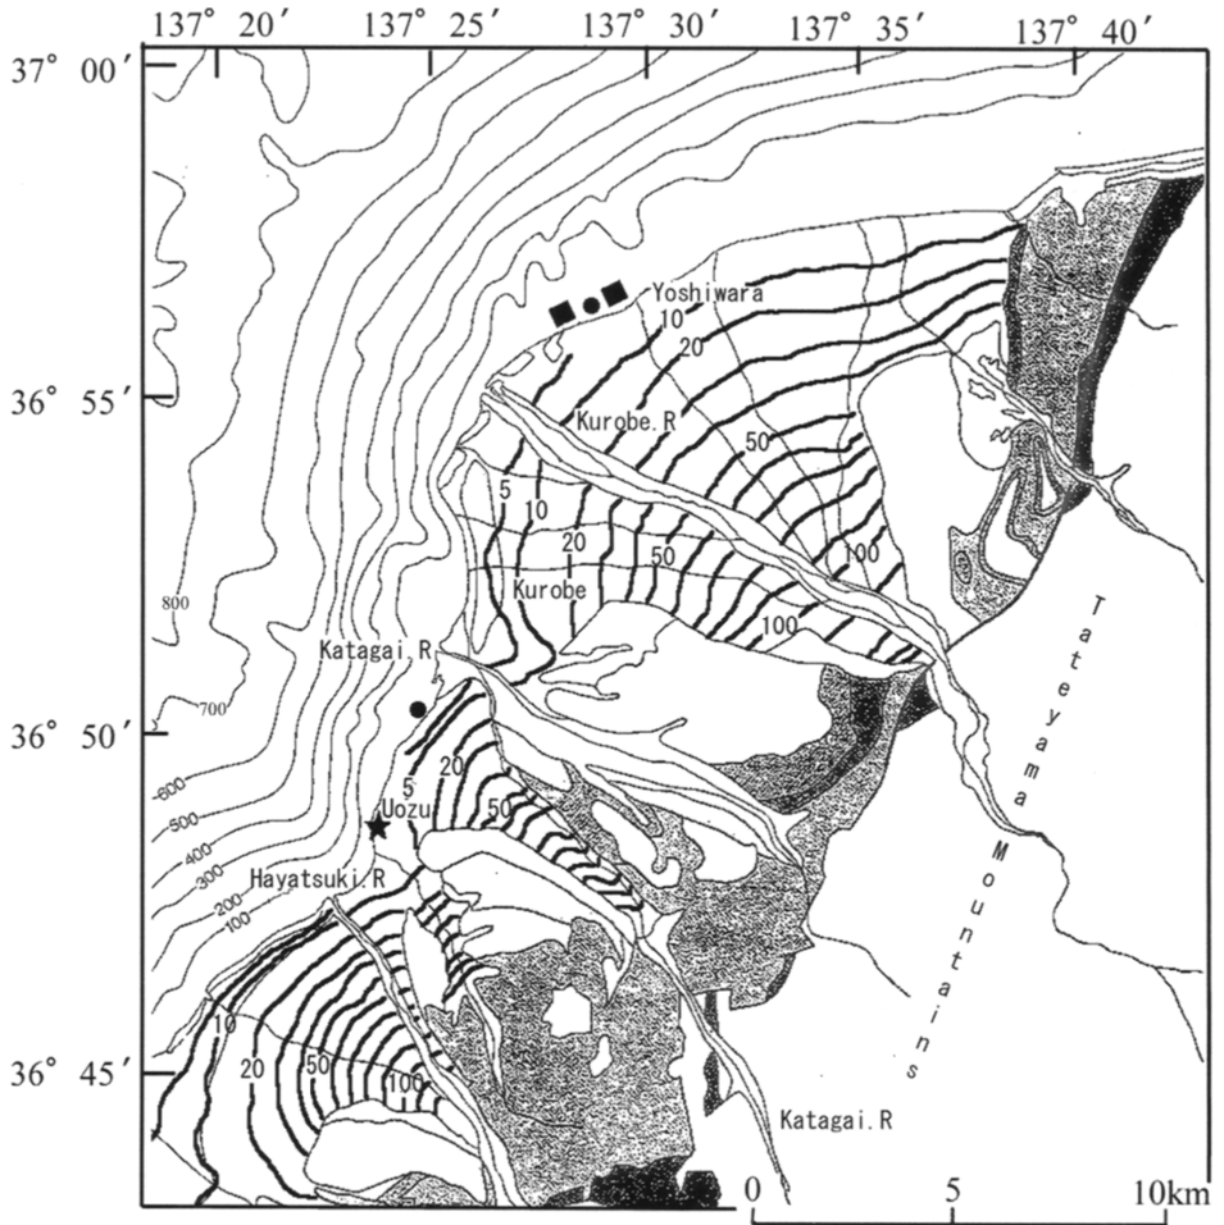 137° 20′ 137° 25′ 137° 30′ 137° 35′ 137° 40′
37° 00′
Yoshiwara
10
20
36° 55′
Kurobe.R
50
5
10
20
50
100
Kurobe
800
100
Katagai.R
700
36° 50′
20
5
600
50
Uozu
500
400
300
Hayatsuki.R
200
100
Tateyama Mountains
10
20
50
100
36° 45′
Katagai.R
0 5 10km